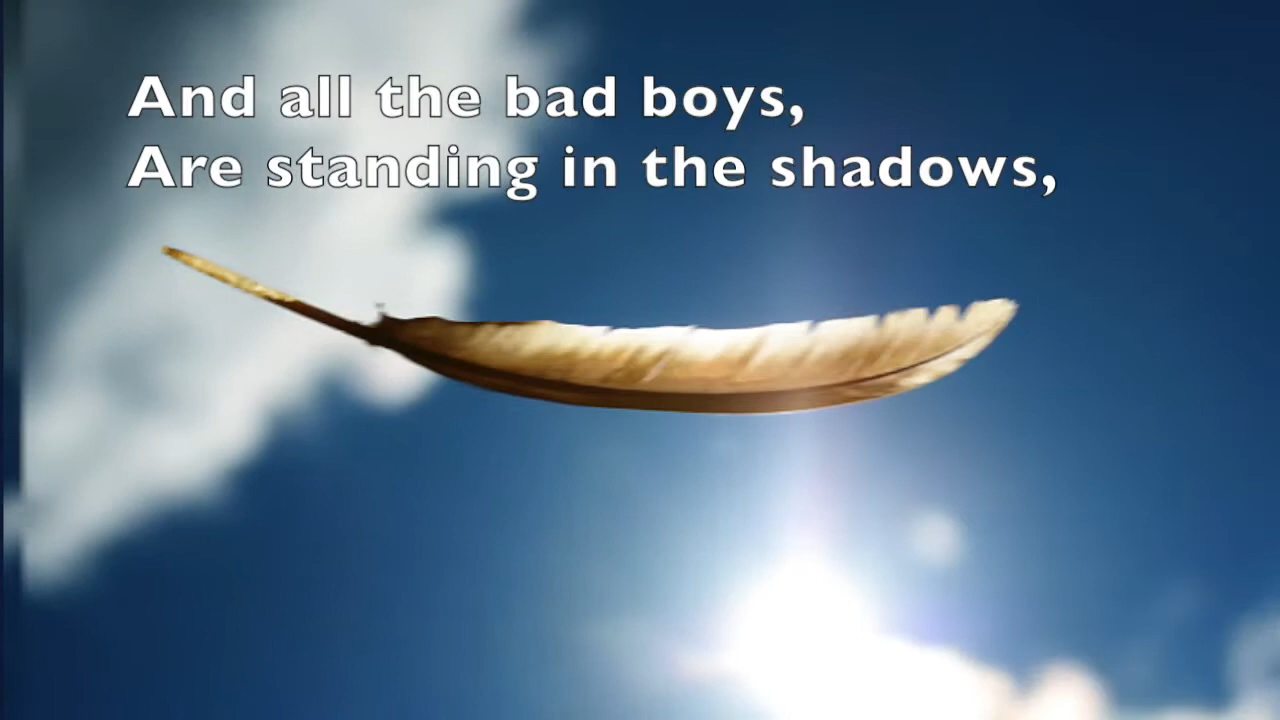 And all the bad boys,
Are standing in the shadows,